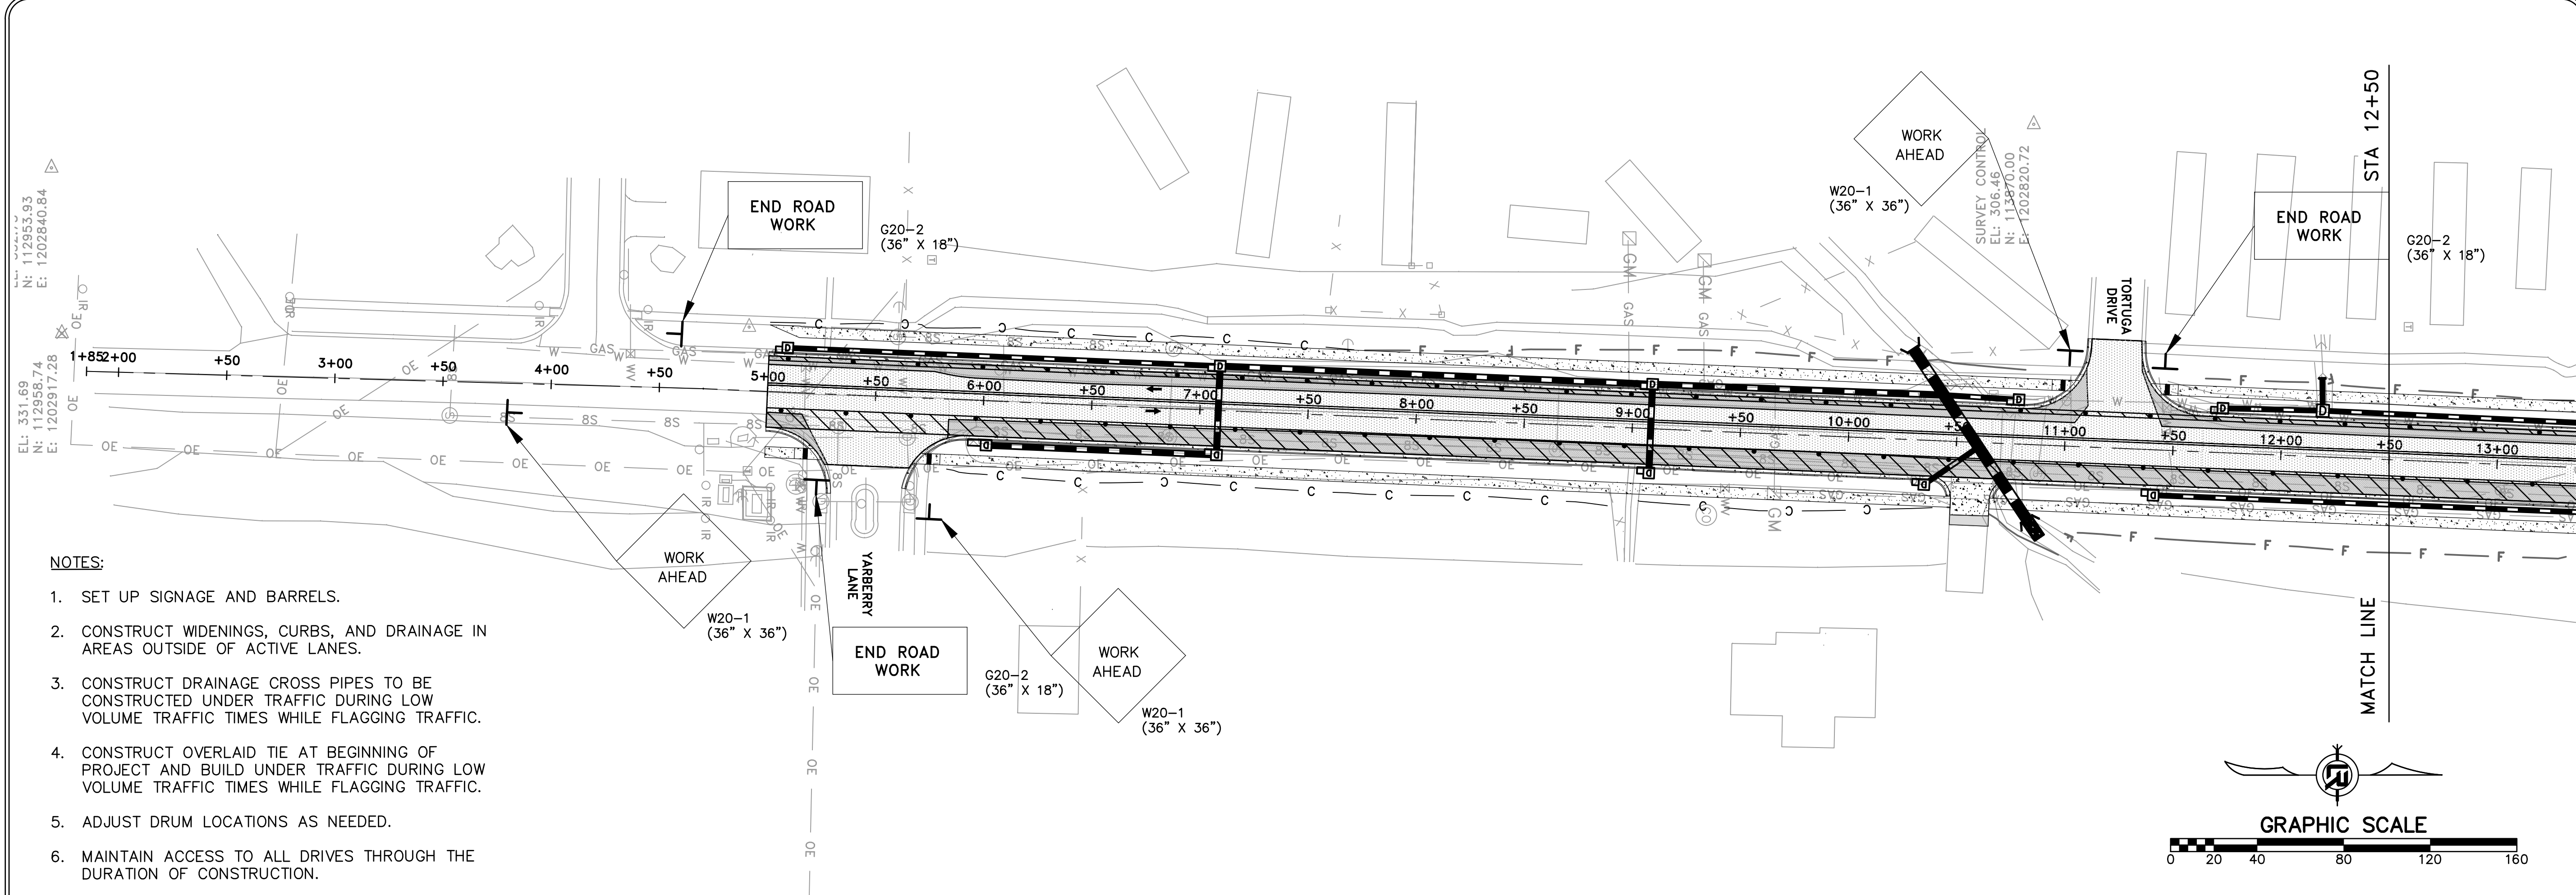 N: 112953.93
E: 1202840.84
EL: 331.69
N: 112958.74
E: 1202917.28
END ROAD
WORK
G20-2
(36" X 18")
WORK
AHEAD
W20-1
(36" X 36")
SURVEY CONTROL
EL: 306.46
N: 113870.00
E: 1202820.72
END ROAD
WORK
G20-2
(36" X 18")
STA 12+50
MATCH LINE
TORTUGA
DRIVE
1+85
2+00
+50
3+00
+50
4+00
+50
5+00
+50
6+00
+50
7+00
+50
8+00
+50
9+00
+50
10+00
+50
11+00
+50
12+00
+50
13+00
WORK
AHEAD
W20-1
(36" X 36")
YARBERRY
LANE
END ROAD
WORK
G20-2
(36" X 18")
WORK
AHEAD
W20-1
(36" X 36")
NOTES:
1. SET UP SIGNAGE AND BARRELS.
2. CONSTRUCT WIDENINGS, CURBS, AND DRAINAGE IN
AREAS OUTSIDE OF ACTIVE LANES.
3. CONSTRUCT DRAINAGE CROSS PIPES TO BE
CONSTRUCTED UNDER TRAFFIC DURING LOW
VOLUME TRAFFIC TIMES WHILE FLAGGING TRAFFIC.
4. CONSTRUCT OVERLAID TIE AT BEGINNING OF
PROJECT AND BUILD UNDER TRAFFIC DURING LOW
VOLUME TRAFFIC TIMES WHILE FLAGGING TRAFFIC.
5. ADJUST DRUM LOCATIONS AS NEEDED.
6. MAINTAIN ACCESS TO ALL DRIVES THROUGH THE
DURATION OF CONSTRUCTION.
GRAPHIC SCALE
0 20 40 80 120 160